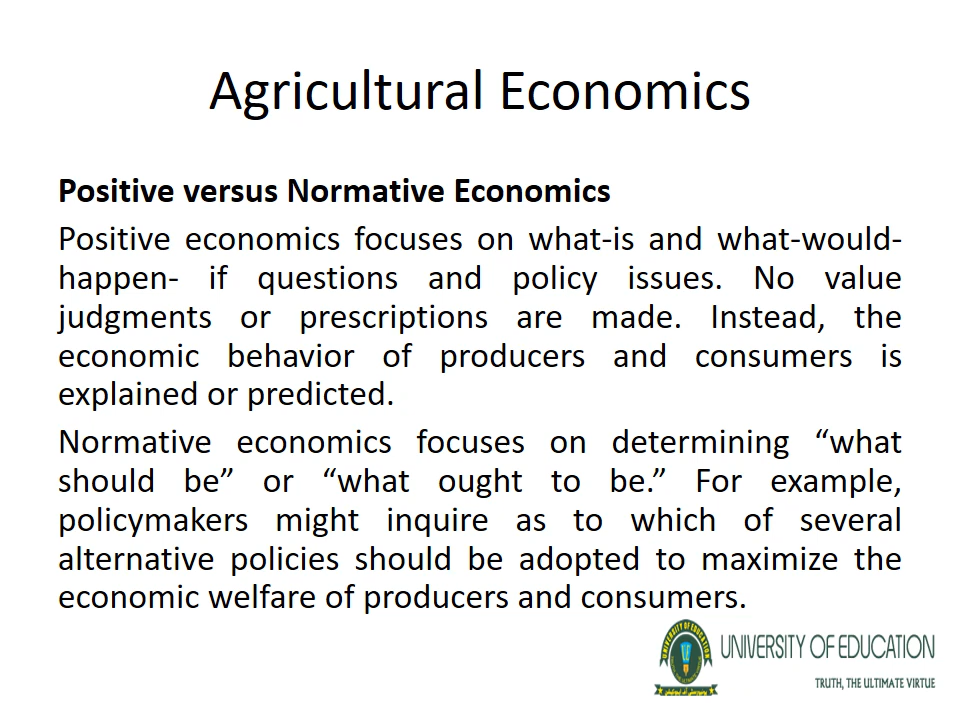 Agricultural Economics
Positive versus Normative Economics
Positive economics focuses on what-is and what-would-
happen- if questions and policy issues. No value
judgments or prescriptions are made. Instead, the
economic behavior of producers and consumers is
explained or predicted.
Normative economics focuses on determining “what
should be” or “what ought to be.” For example,
policymakers might inquire as to which of several
alternative policies should be adopted to maximize the
economic welfare of producers and consumers.
UNIVERSITY OF EDUCATION
UNIVERSITY OF EDUCATION
TRUTH, THE ULTIMATE VIRTUE